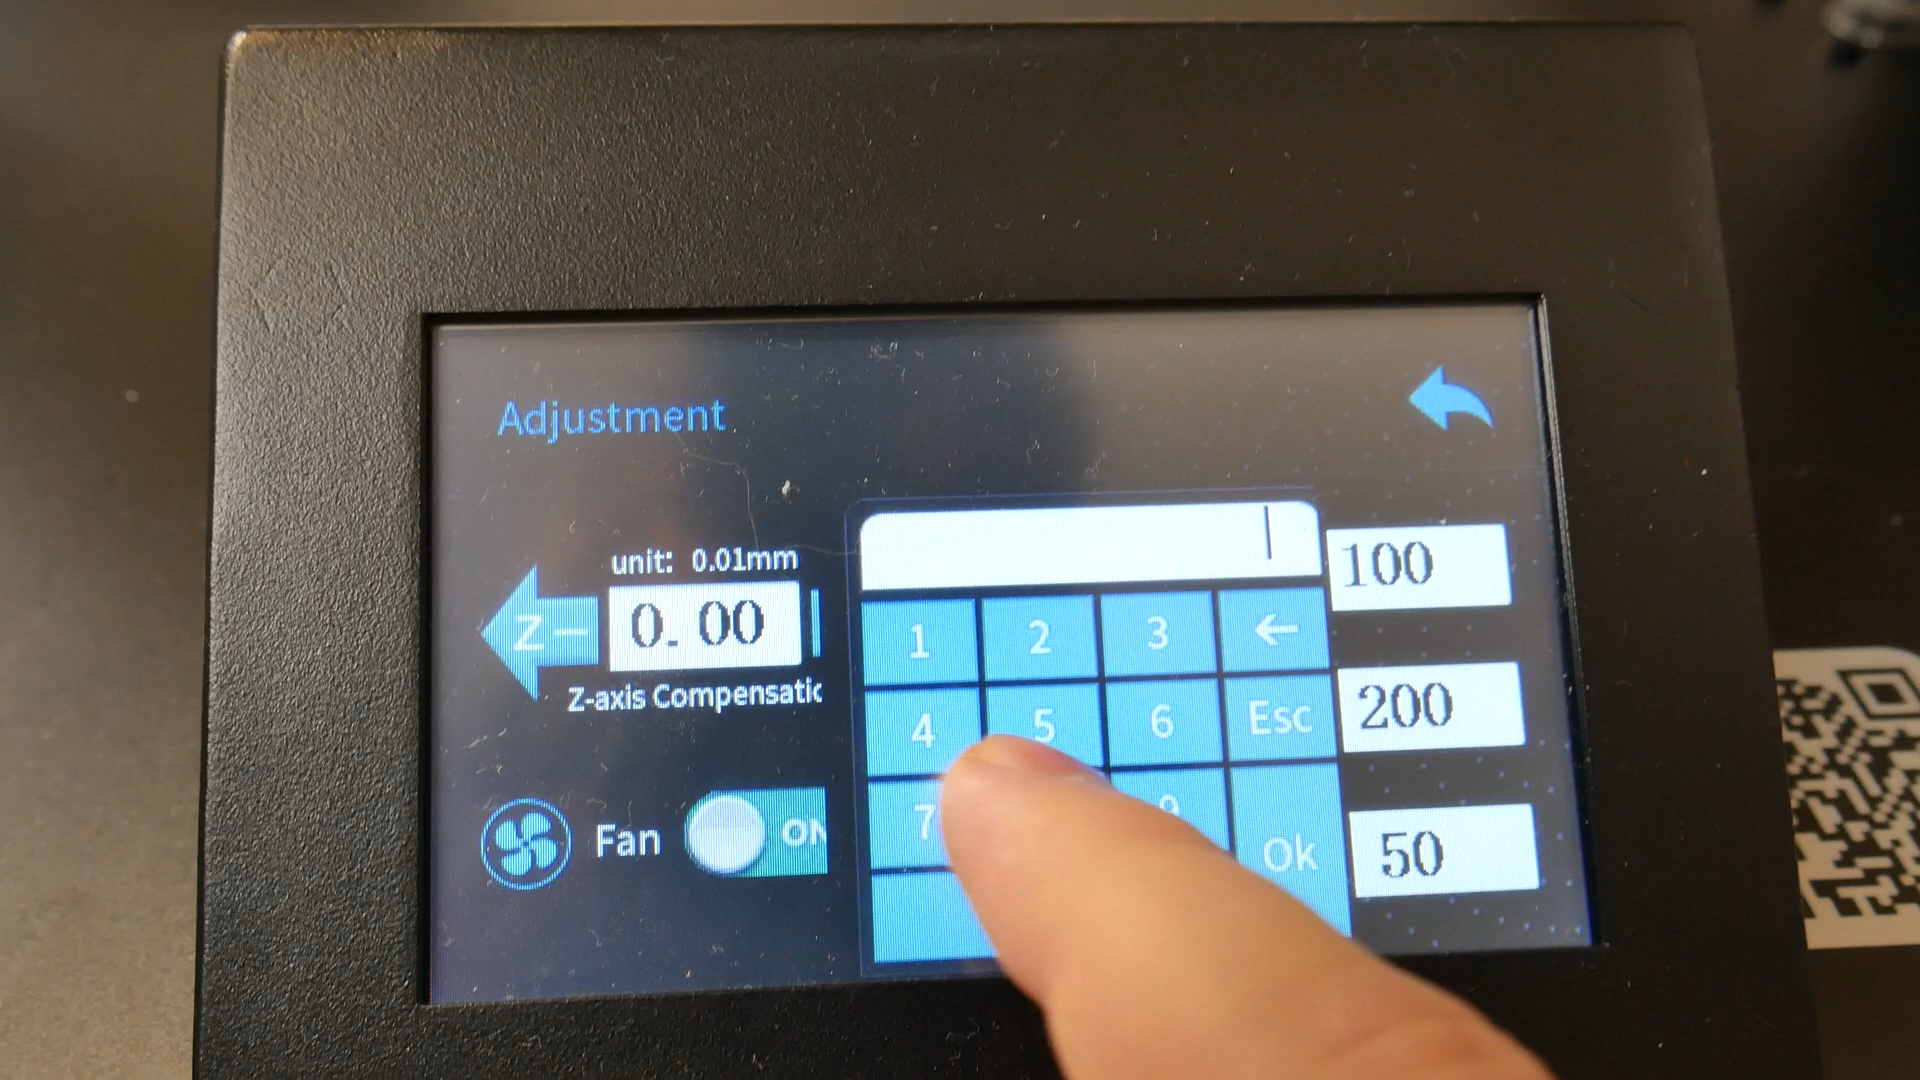 Adjustment
unit: 0.01mm
Z —
0.00
Z-axis Compensatic
Fan
ON
1 2 3 ←
4 5 6 Esc
7 9
Ok
100
200
50